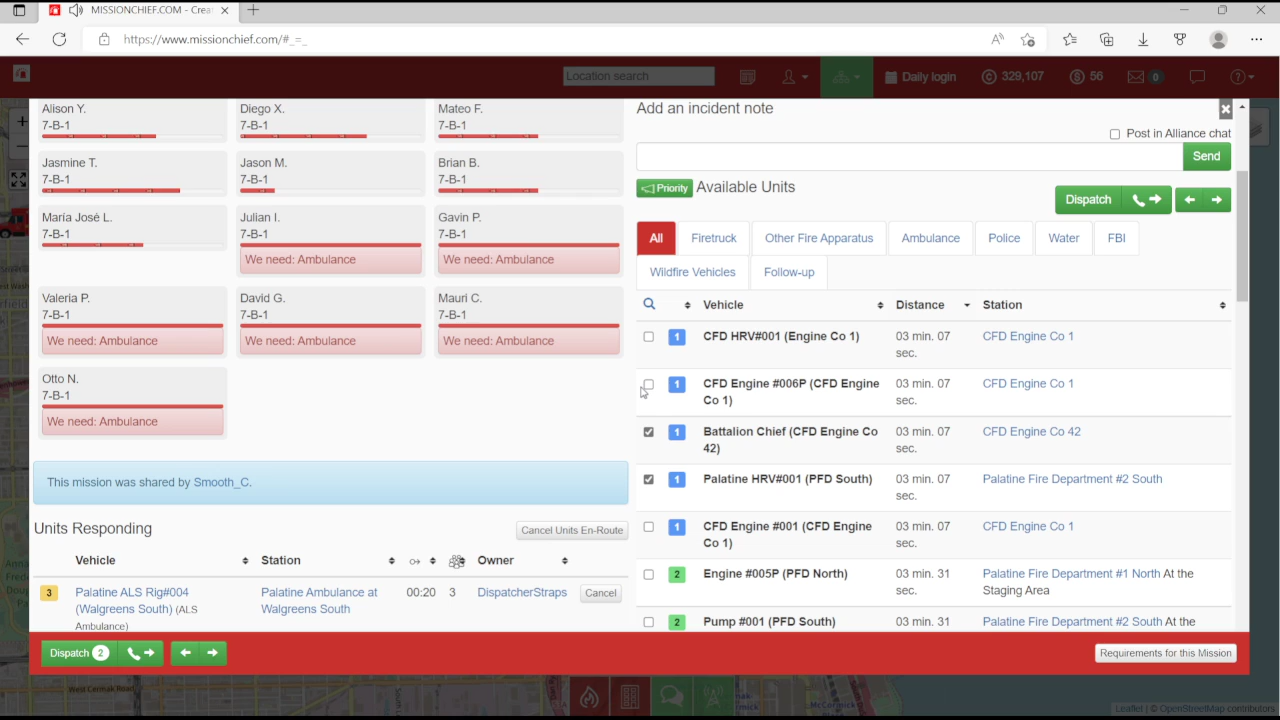 MISSIONCHIEF.COM - Crea
https://www.missionchief.com/#_=_
Location search
Daily login
329,107
56
0
Alison Y.
7-B-1
Diego X.
7-B-1
Mateo F.
7-B-1
Jasmine T.
7-B-1
Jason M.
7-B-1
Brian B.
7-B-1
María José L.
7-B-1
Julian I.
7-B-1
We need: Ambulance
Gavin P.
7-B-1
We need: Ambulance
Valeria P.
7-B-1
We need: Ambulance
David G.
7-B-1
We need: Ambulance
Mauri C.
7-B-1
We need: Ambulance
Otto N.
7-B-1
We need: Ambulance
This mission was shared by Smooth_C.
Units Responding
Cancel Units En-Route
Vehicle Station Owner
3 Palatine ALS Rig#004 (Walgreens South) (ALS Ambulance)
Palatine Ambulance at Walgreens South
00:20 3 DispatcherStraps Cancel
Add an incident note
Post in Alliance chat
Send
Priority Available Units
Dispatch
All Firetruck Other Fire Apparatus Ambulance Police Water FBI
Wildfire Vehicles Follow-up
Vehicle Distance Station
1 CFD HRV#001 (Engine Co 1) 03 min. 07 sec. CFD Engine Co 1
1 CFD Engine #006P (CFD Engine Co 1) 03 min. 07 sec. CFD Engine Co 1
1 Battalion Chief (CFD Engine Co 42) 03 min. 07 sec. CFD Engine Co 42
1 Palatine HRV#001 (PFD South) 03 min. 07 sec. Palatine Fire Department #2 South
1 CFD Engine #001 (CFD Engine Co 1) 03 min. 07 sec. CFD Engine Co 1
2 Engine #005P (PFD North) 03 min. 31 sec. Palatine Fire Department #1 North At the Staging Area
2 Pump #001 (PFD South) 03 min. 31 Palatine Fire Department #2 South At the
Dispatch 2
Requirements for this Mission
West Cermak Road
Leaflet | © OpenStreetMap contributors